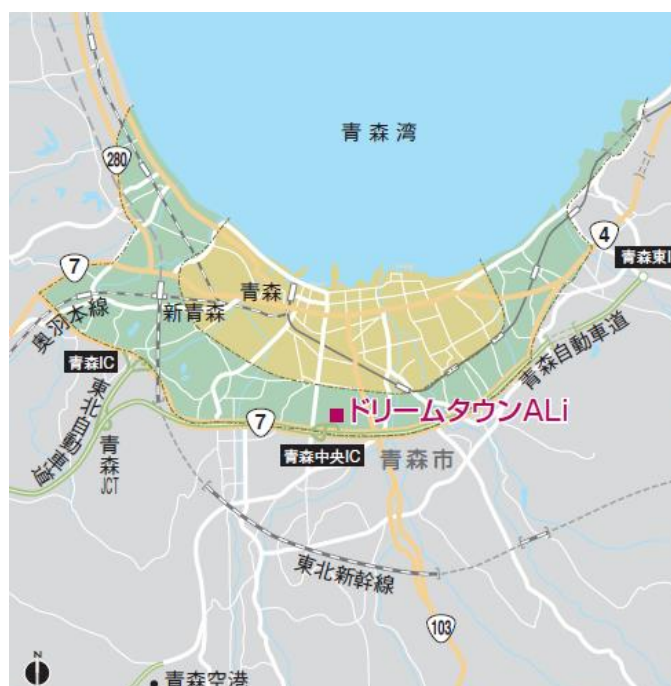 青森湾
280
7
4
青森東I
青森
新青森
奥羽本線
青森IC
青森自動車道
東北自動車道
青森
JCT
7
ドリームタウンALi
青森中央IC
青森市
東北新幹線
103
N
青森空港